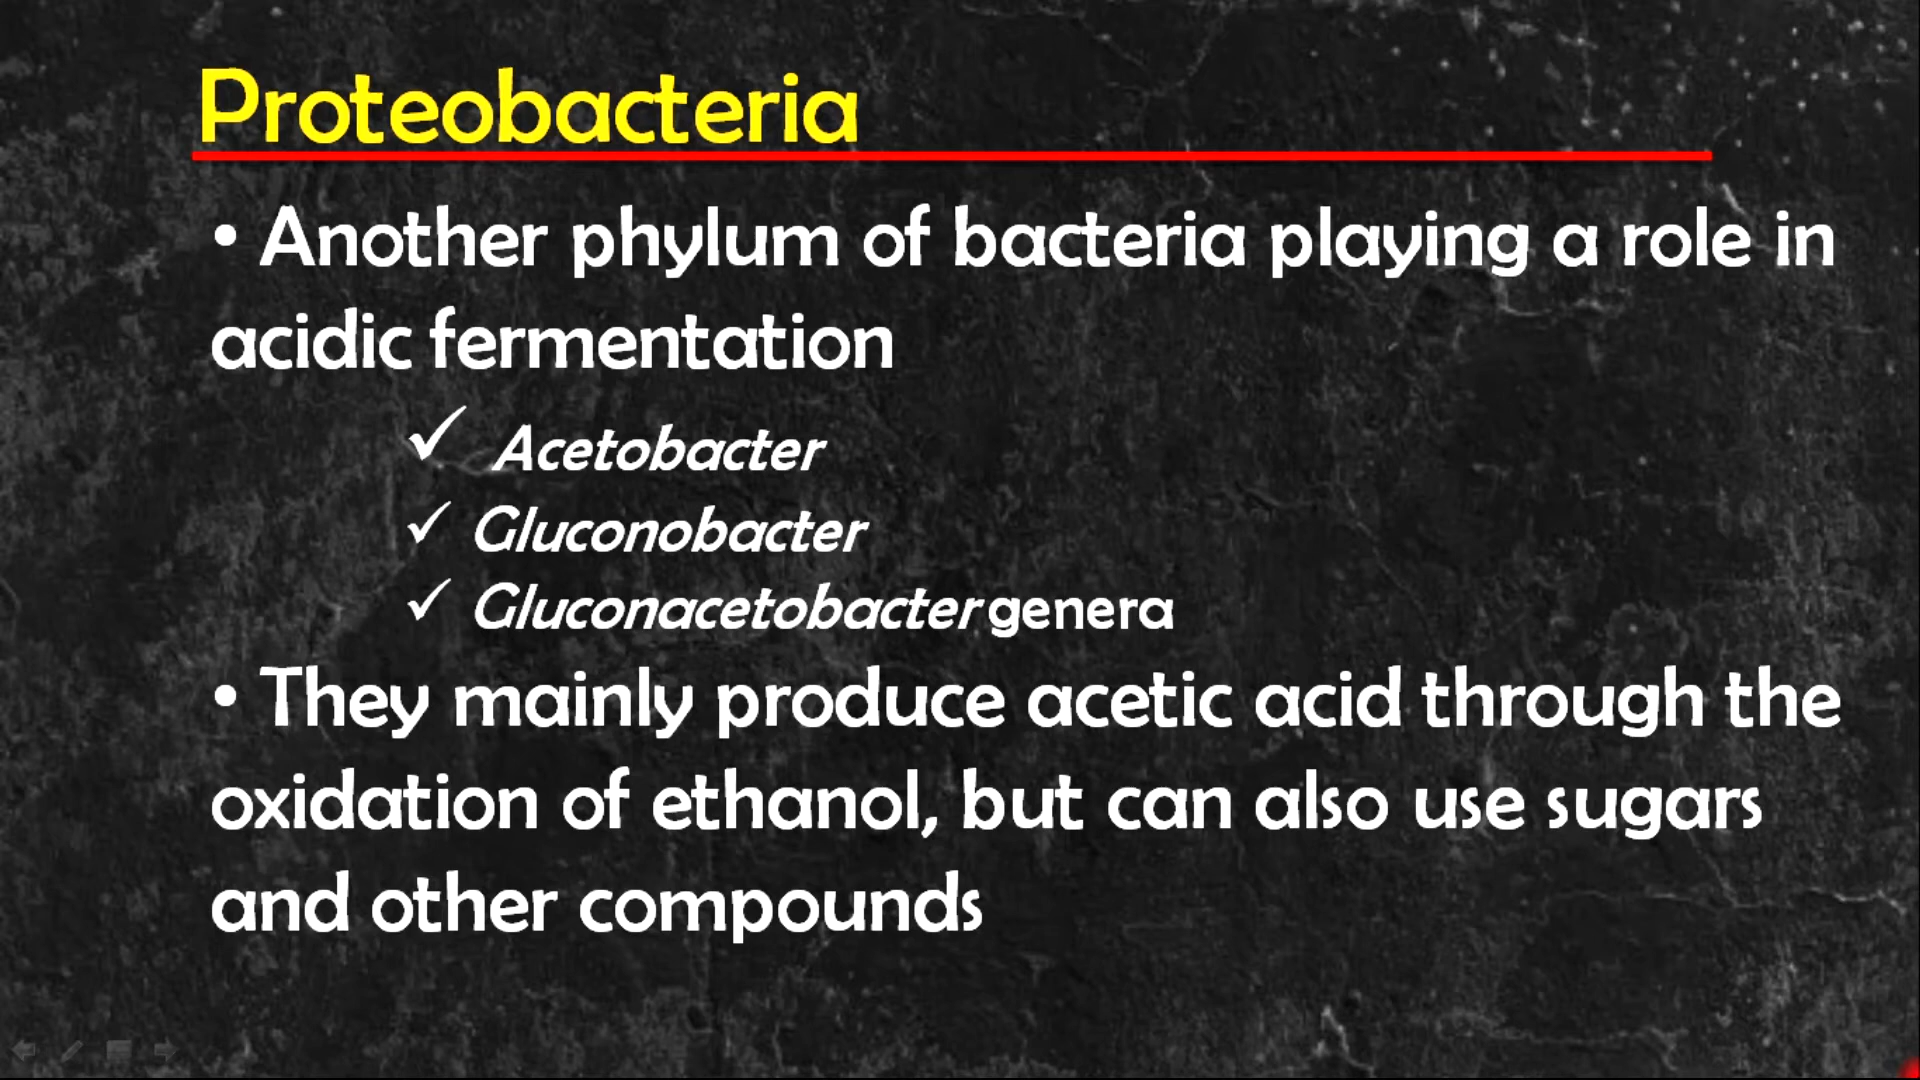 Proteobacteria
• Another phylum of bacteria playing a role in
acidic fermentation
✓ Acetobacter
✓ Gluconobacter
✓ Gluconacetobacter genera
• They mainly produce acetic acid through the
oxidation of ethanol, but can also use sugars
and other compounds